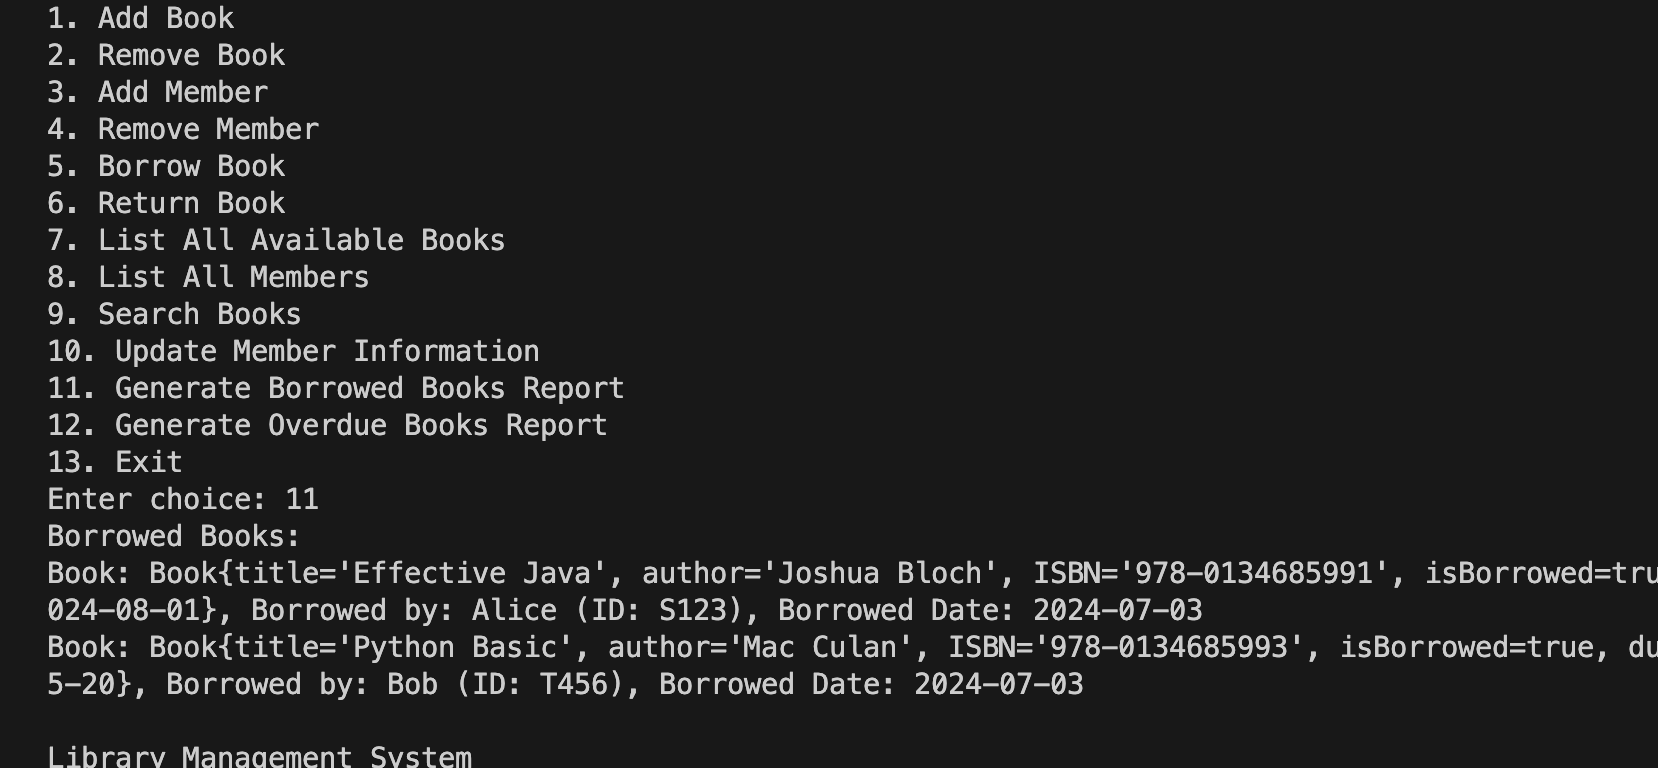 1. Add Book
2. Remove Book
3. Add Member
4. Remove Member
5. Borrow Book
6. Return Book
7. List All Available Books
8. List All Members
9. Search Books
10. Update Member Information
11. Generate Borrowed Books Report
12. Generate Overdue Books Report
13. Exit
Enter choice: 11
Borrowed Books:
Book: Book{title='Effective Java', author='Joshua Bloch', ISBN='978-0134685991', isBorrowed=tru
024-08-01}, Borrowed by: Alice (ID: S123), Borrowed Date: 2024-07-03
Book: Book{title='Python Basic', author='Mac Culan', ISBN='978-0134685993', isBorrowed=true, du
5-20}, Borrowed by: Bob (ID: T456), Borrowed Date: 2024-07-03
Library Management System